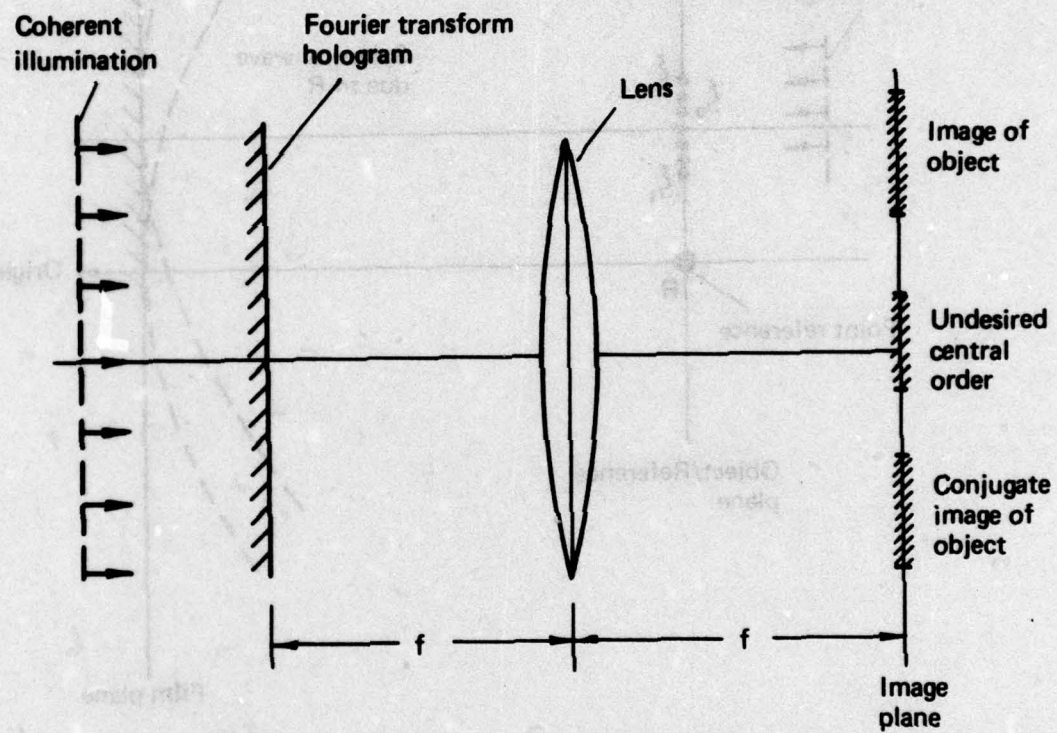 Coherent
illumination
Fourier transform
hologram
Lens
Image of
object
Undesired
central
order
Conjugate
image of
object
f
f
Image
plane